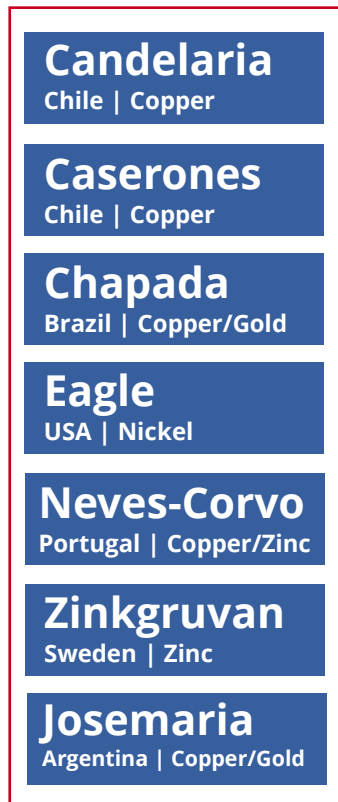 Candelaria
Chile | Copper
Caserones
Chile | Copper
Chapada
Brazil | Copper/Gold
Eagle
USA | Nickel
Neves-Corvo
Portugal | Copper/Zinc
Zinkgruvan
Sweden | Zinc
Josemaria
Argentina | Copper/Gold